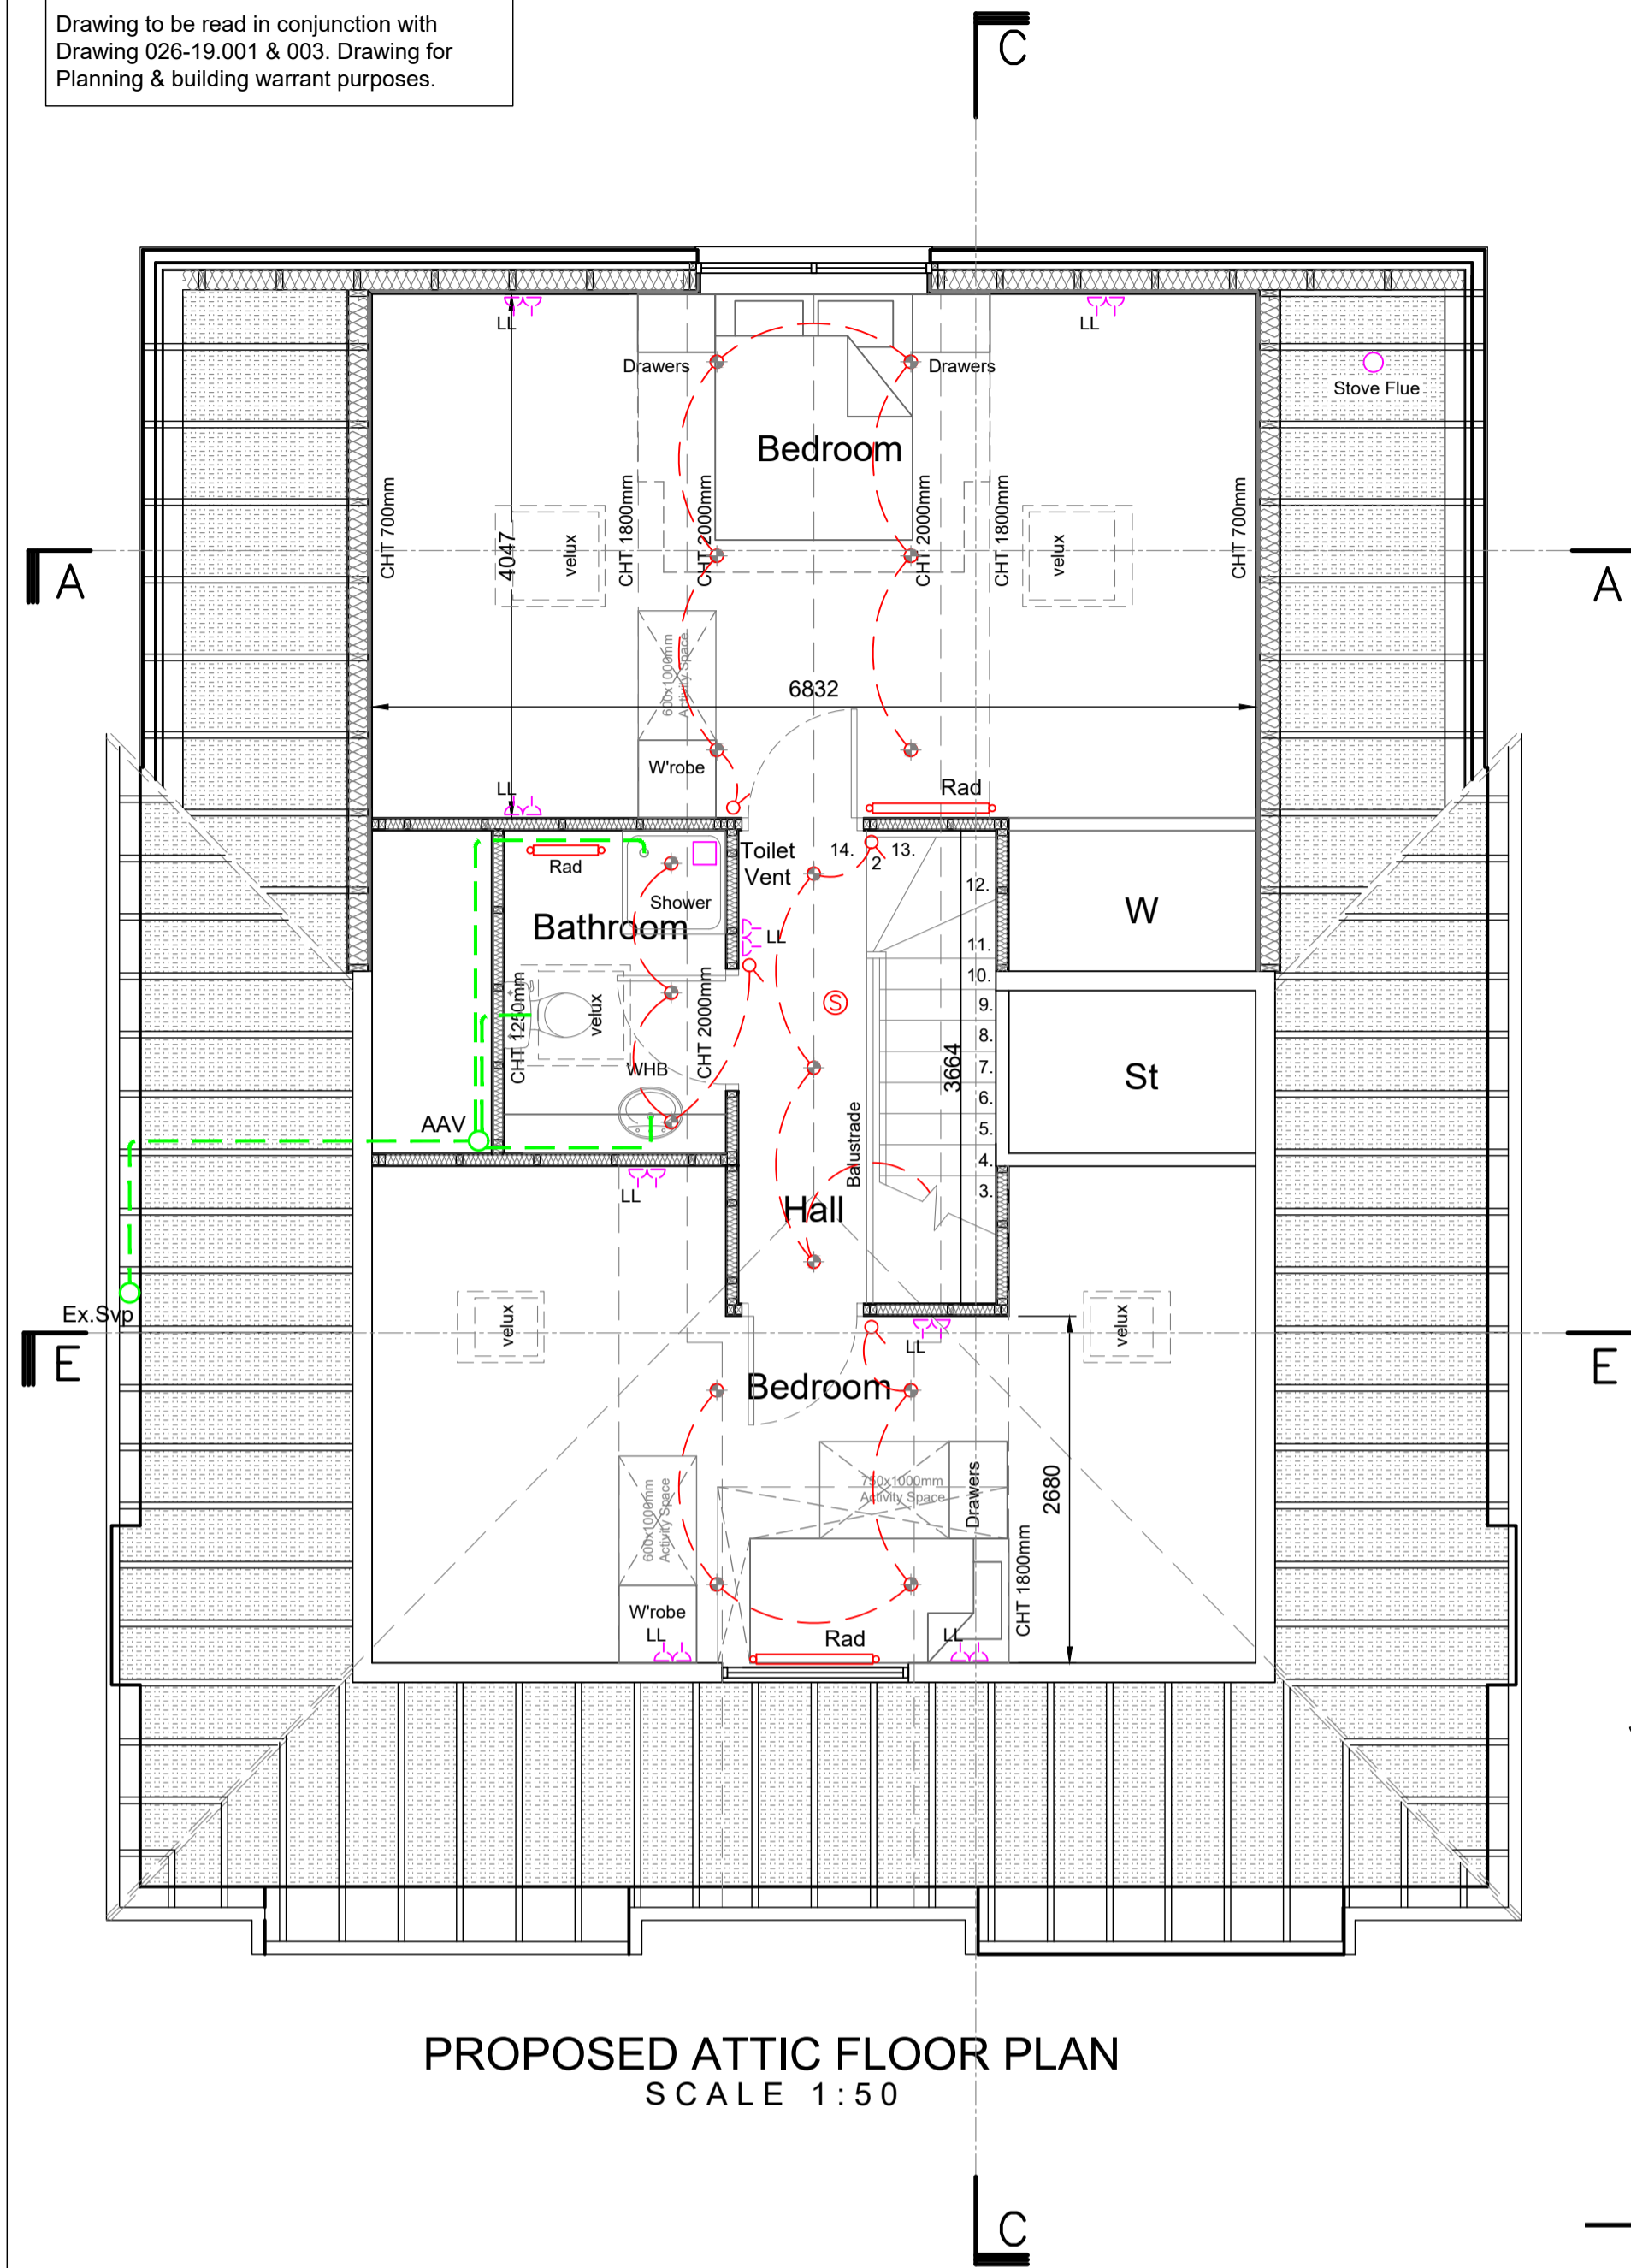 Drawing to be read in conjunction with
Drawing 026-19.001 & 003. Drawing for
Planning & building warrant purposes.
C
LL
LL
Drawers
Drawers
Stove Flue
Bedroom
CHT 700mm
4047
velux
CHT 1800mm
CHT 2000mm
CHT 2000mm
CHT 1800mm
velux
CHT 700mm
A
A
600x1000mm
Activity Space
6832
W'robe
Rad
LL
Rad
Toilet
Vent
14.
2
13.
12.
Shower
Bathroom
LL
W
11.
10.
9.
8.
7.
6.
5.
4.
3.
S
CHT 1250mm
velux
CHT 2000mm
WHB
3664
St
AAV
Balustrade
LL
Hall
Ex.Svp
velux
LL
velux
E
E
Bedroom
600x1000mm
Activity Space
750x1000mm
Activity Space
Drawers
2680
CHT 1800mm
W'robe
LL
Rad
LL
PROPOSED ATTIC FLOOR PLAN
SCALE 1:50
C